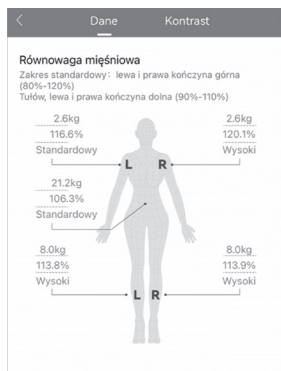 Dane Kontrast
Równowaga mięśniowa
Zakres standardowy: lewa i prawa kończyna górna
(80%-120%)
Tułów, lewa i prawa kończyna dolna (90%-110%)
2.6kg
116.6%
Standardowy
2.6kg
120.1%
Wysoki
L R
21.2kg
106.3%
Standardowy
8.0kg
113.8%
Wysoki
8.0kg
113.9%
Wysoki
L R